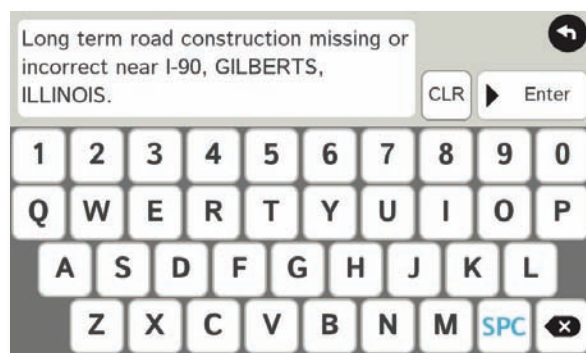 Long term road construction missing or
incorrect near I-90, GILBERTS,
ILLINOIS.
CLR Enter
1 2 3 4 5 6 7 8 9 0
Q W E R T Y U I O P
A S D F G H J K L
Z X C V B N M SPC